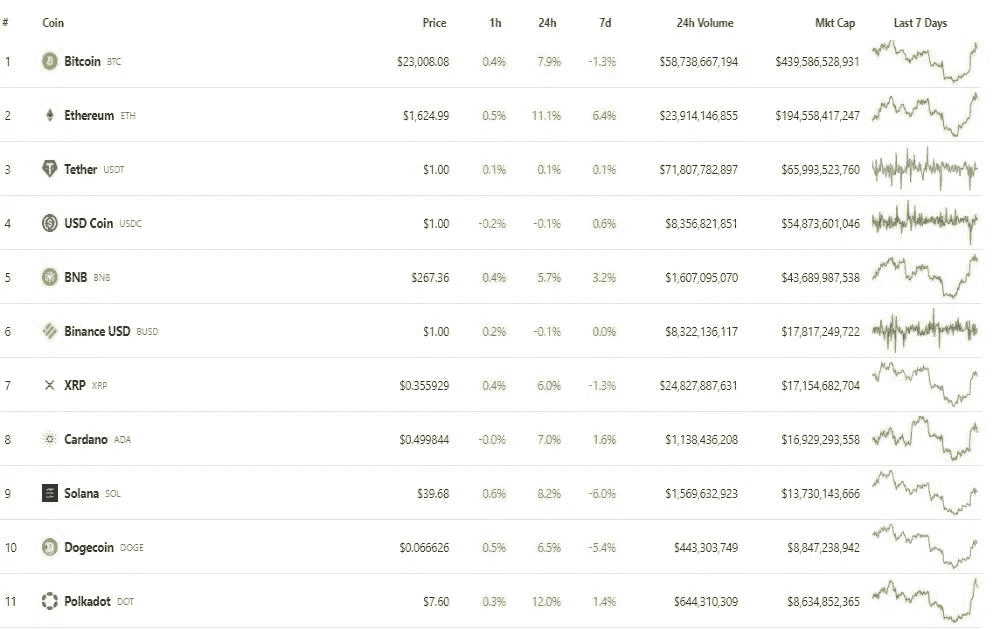 # Coin Price 1h 24h 7d 24h Volume Mkt Cap Last 7 Days
1 Bitcoin BTC $23,008.08 0.4% 7.9% -1.3% $58,738,667,194 $439,586,528,931
2 Ethereum ETH $1,624.99 0.5% 11.1% 6.4% $23,914,146,855 $194,558,417,247
3 Tether USDT $1.00 0.1% 0.1% 0.1% $71,807,782,897 $65,993,523,760
4 USD Coin USDC $1.00 -0.2% -0.1% 0.6% $8,356,821,851 $54,873,601,046
5 BNB BNB $267.36 0.4% 5.7% 3.2% $1,607,095,070 $43,689,987,538
6 Binance USD BUSD $1.00 0.2% -0.1% 0.0% $8,322,136,117 $17,817,249,722
7 XRP XRP $0.355929 0.4% 6.0% -1.3% $24,827,887,631 $17,154,682,704
8 Cardano ADA $0.499844 -0.0% 7.0% 1.6% $1,138,436,208 $16,929,293,558
9 Solana SOL $39.68 0.6% 8.2% -6.0% $1,569,632,923 $13,730,143,666
10 Dogecoin DOGE $0.066626 0.5% 6.5% -5.4% $443,303,749 $8,847,238,942
11 Polkadot DOT $7.60 0.3% 12.0% 1.4% $644,310,309 $8,634,852,365